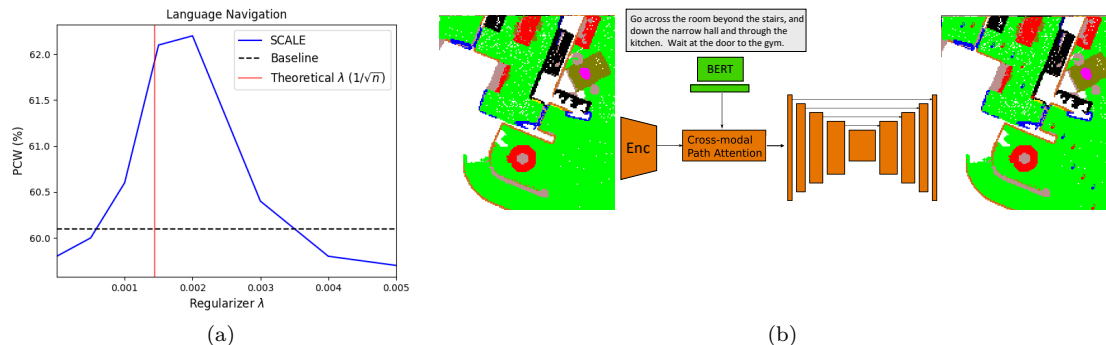 Language Navigation
62.0
61.5
61.0
60.5
60.0
PCW (%)
SCALE
Baseline
Theoretical λ (1/√n)
0.001 0.002 0.003 0.004 0.005
Regularizer λ
(a)
Go across the room beyond the stairs, and
down the narrow hall and through the
kitchen. Wait at the door to the gym.
BERT
Enc
Cross-modal
Path Attention
(b)